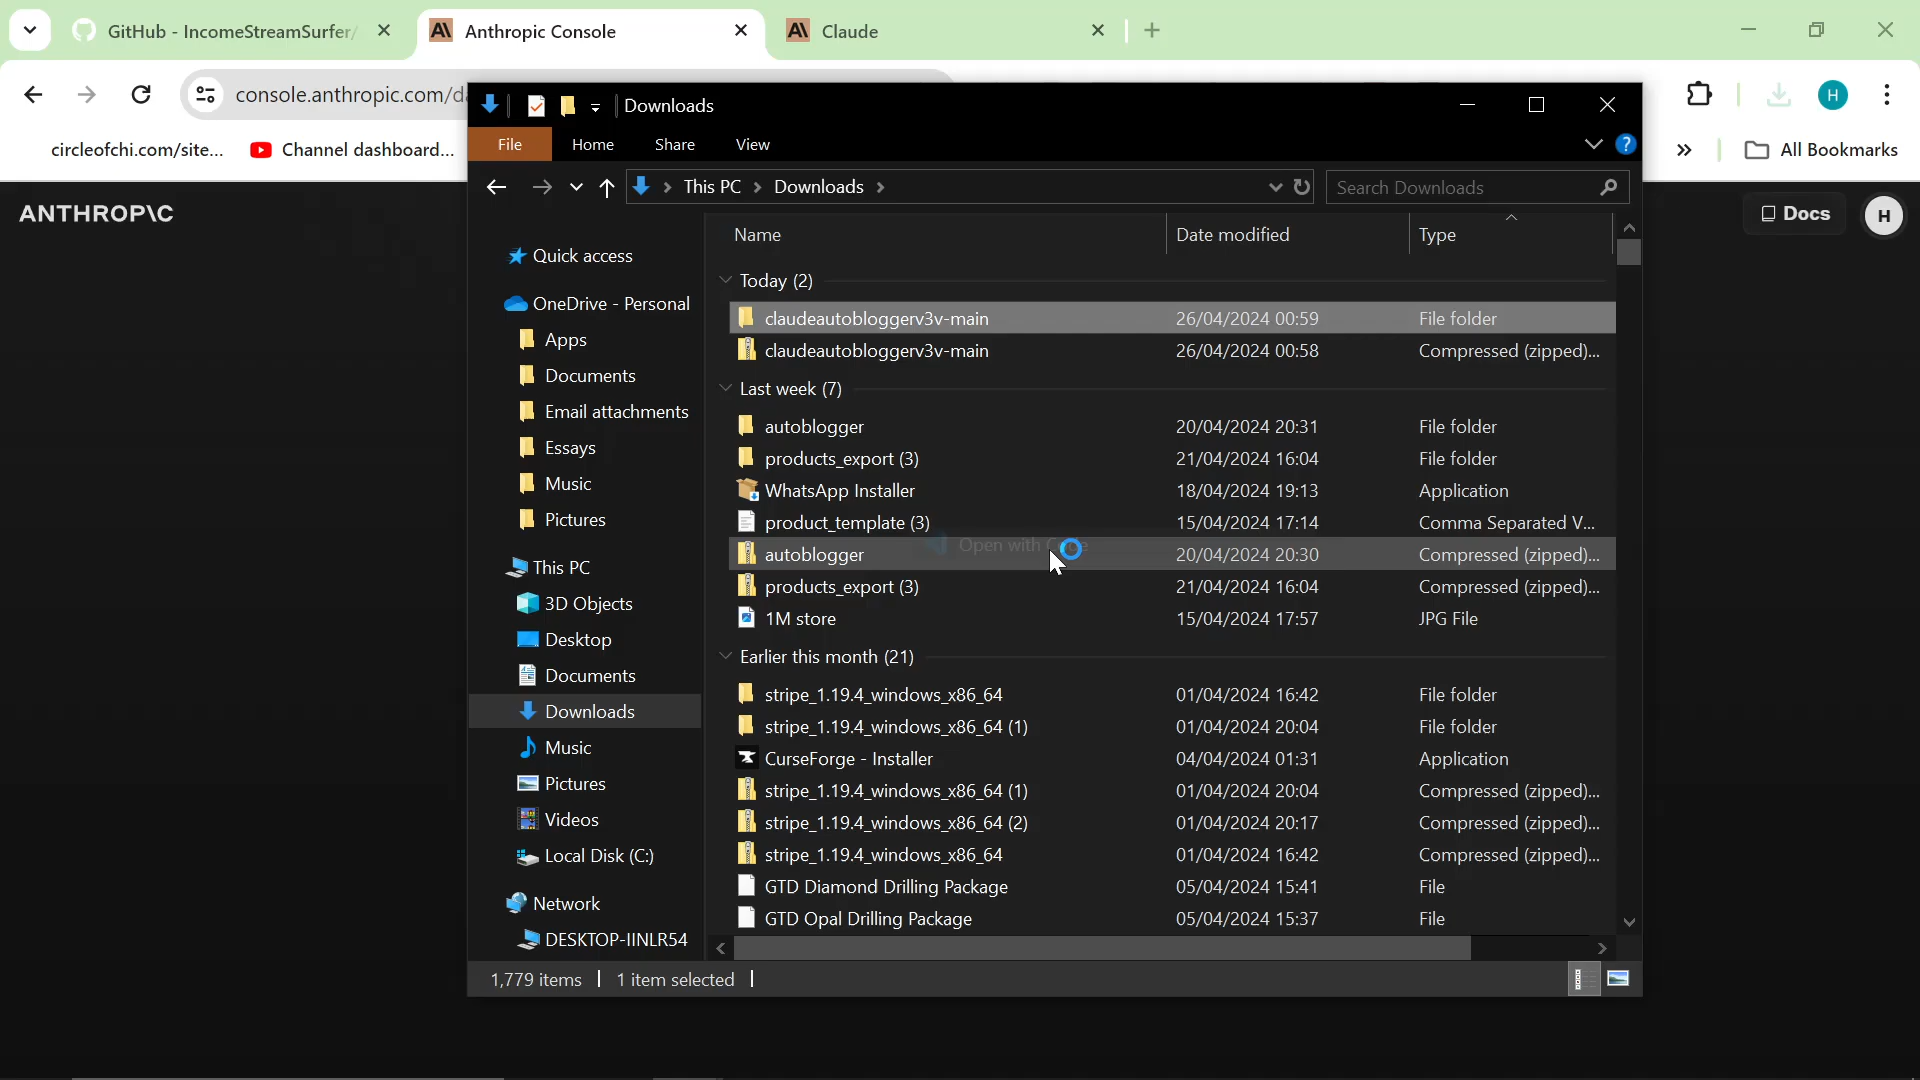 GitHub - IncomeStreamSurfer/
Anthropic Console
Claude
console.anthropic.com/da
H
circleofchi.com/site...
Channel dashboard...
All Bookmarks
ANTHROP\C
Docs
H
Downloads
File
Home
Share
View
This PC
Downloads
Search Downloads
Quick access
OneDrive - Personal
Apps
Documents
Email attachments
Essays
Music
Pictures
This PC
3D Objects
Desktop
Documents
Downloads
Music
Pictures
Videos
Local Disk (C:)
Network
DESKTOP-IINLR54
Name Date modified Type
Today (2)
claudeautobloggerv3v-main 26/04/2024 00:59 File folder
claudeautobloggerv3v-main 26/04/2024 00:58 Compressed (zipped)...
Last week (7)
autoblogger 20/04/2024 20:31 File folder
products_export (3) 21/04/2024 16:04 File folder
WhatsApp Installer 18/04/2024 19:13 Application
product_template (3) 15/04/2024 17:14 Comma Separated V...
Open with Code
autoblogger 20/04/2024 20:30 Compressed (zipped)...
products_export (3) 21/04/2024 16:04 Compressed (zipped)...
1M store 15/04/2024 17:57 JPG File
Earlier this month (21)
stripe_1.19.4_windows_x86_64 01/04/2024 16:42 File folder
stripe_1.19.4_windows_x86_64 (1) 01/04/2024 20:04 File folder
CurseForge - Installer 04/04/2024 01:31 Application
stripe_1.19.4_windows_x86_64 (1) 01/04/2024 20:04 Compressed (zipped)...
stripe_1.19.4_windows_x86_64 (2) 01/04/2024 20:17 Compressed (zipped)...
stripe_1.19.4_windows_x86_64 01/04/2024 16:42 Compressed (zipped)...
GTD Diamond Drilling Package 05/04/2024 15:41 File
GTD Opal Drilling Package 05/04/2024 15:37 File
1,779 items
1 item selected